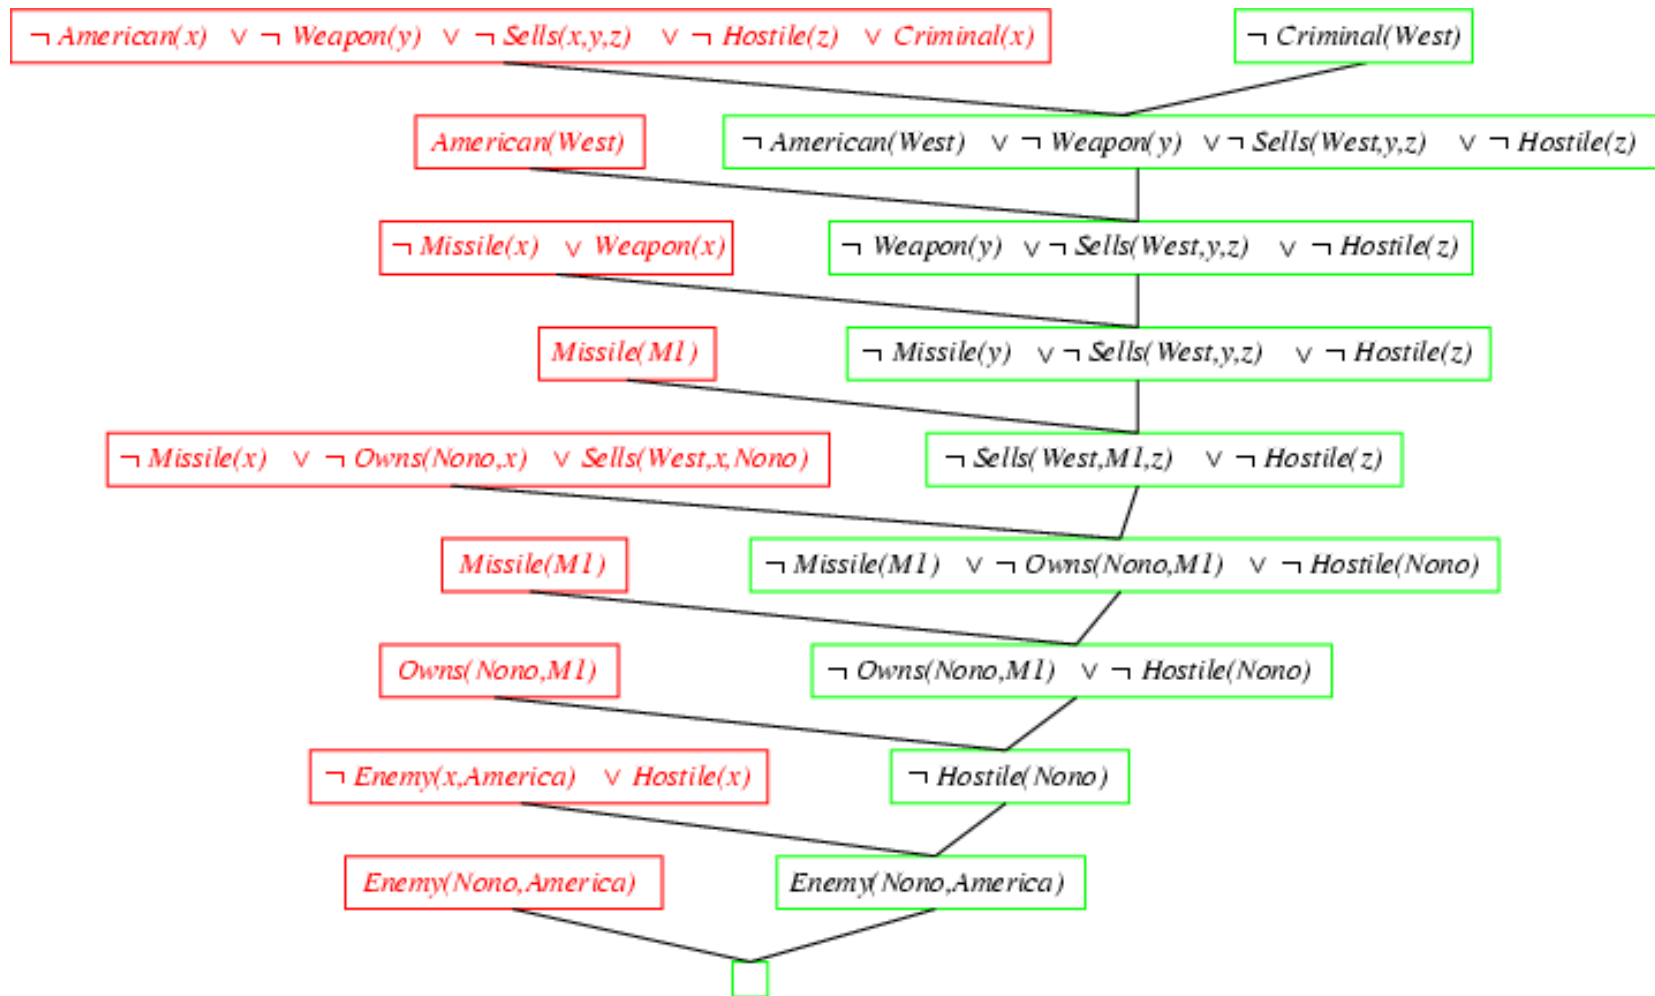 ¬ American(x) ∨ ¬ Weapon(y) ∨ ¬ Sells(x,y,z) ∨ ¬ Hostile(z) ∨ Criminal(x) ¬ Criminal(West)
American(West) ¬ American(West) ∨ ¬ Weapon(y) ∨ ¬ Sells(West,y,z) ∨ ¬ Hostile(z)
¬ Missile(x) ∨ Weapon(x) ¬ Weapon(y) ∨ ¬ Sells(West,y,z) ∨ ¬ Hostile(z)
Missile(M1) ¬ Missile(y) ∨ ¬ Sells(West,y,z) ∨ ¬ Hostile(z)
¬ Missile(x) ∨ ¬ Owns(Nono,x) ∨ Sells(West,x,Nono) ¬ Sells(West,M1,z) ∨ ¬ Hostile(z)
Missile(M1) ¬ Missile(M1) ∨ ¬ Owns(Nono,M1) ∨ ¬ Hostile(Nono)
Owns(Nono,M1) ¬ Owns(Nono,M1) ∨ ¬ Hostile(Nono)
¬ Enemy(x,America) ∨ Hostile(x) ¬ Hostile(Nono)
Enemy(Nono,America) Enemy(Nono,America)